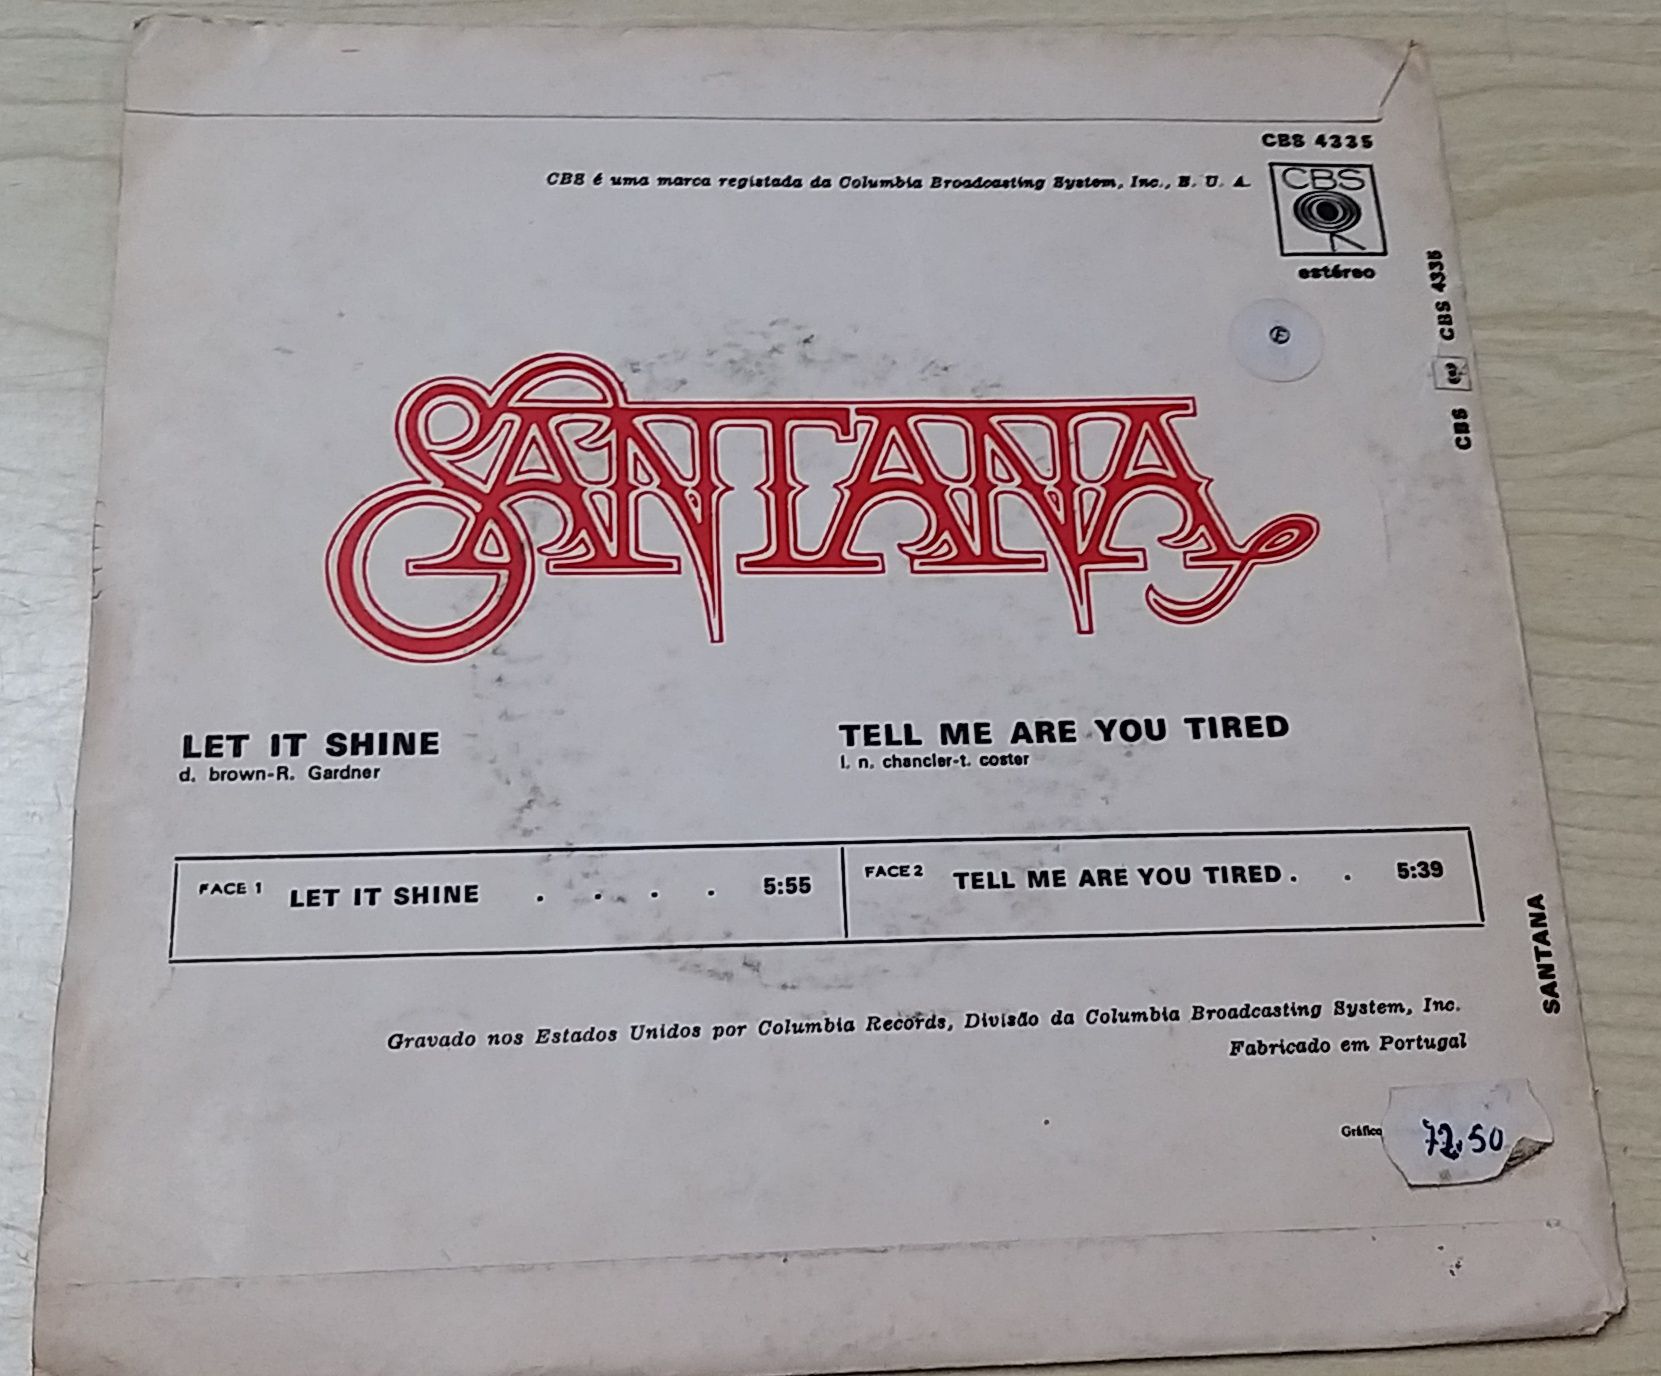 CBS 4335
CBS é uma marca registada da Columbia Broadcasting System, Inc., E. U. A.
CBS
estéreo
CBS CBS 4335
SANTANA
LET IT SHINE
d. brown-R. Gardner
TELL ME ARE YOU TIRED
l. n. chancler-t. coster
FACE 1 LET IT SHINE . . . . 5:55
FACE 2 TELL ME ARE YOU TIRED . . 5:39
SANTANA
Gravado nos Estados Unidos por Columbia Records, Divisão da Columbia Broadcasting System, Inc.
Fabricado em Portugal
Gráfica
72.50